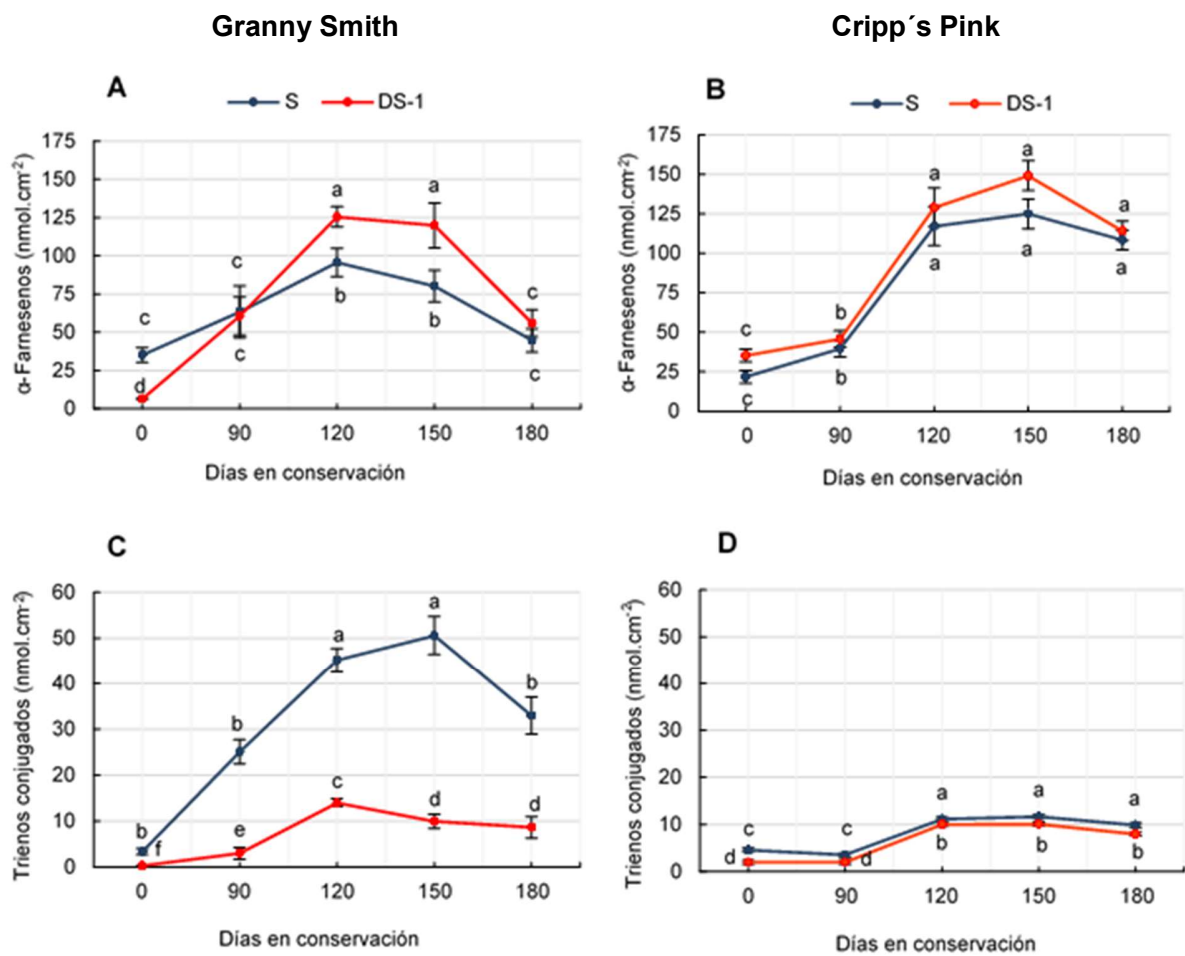 Granny Smith
Cripp´s Pink
A
S DS-1
α-Farnesenos (nmol.cm-2)
175
150
125
100
75
50
25
0
a a
c c
c b b
d c c
0 90 120 150 180
Días en conservación
B
S DS-1
α-Farnesenos (nmol.cm-2)
175
150
125
100
75
50
25
0
a a a
c b a a a
c b
0 90 120 150 180
Días en conservación
C
Trienos conjugados (nmol.cm-2)
60
50
40
30
20
10
0
a a
b b b
f e c d d
0 90 120 150 180
Días en conservación
D
Trienos conjugados (nmol.cm-2)
60
50
40
30
20
10
0
c c a a a
d d b b b
0 90 120 150 180
Días en conservación